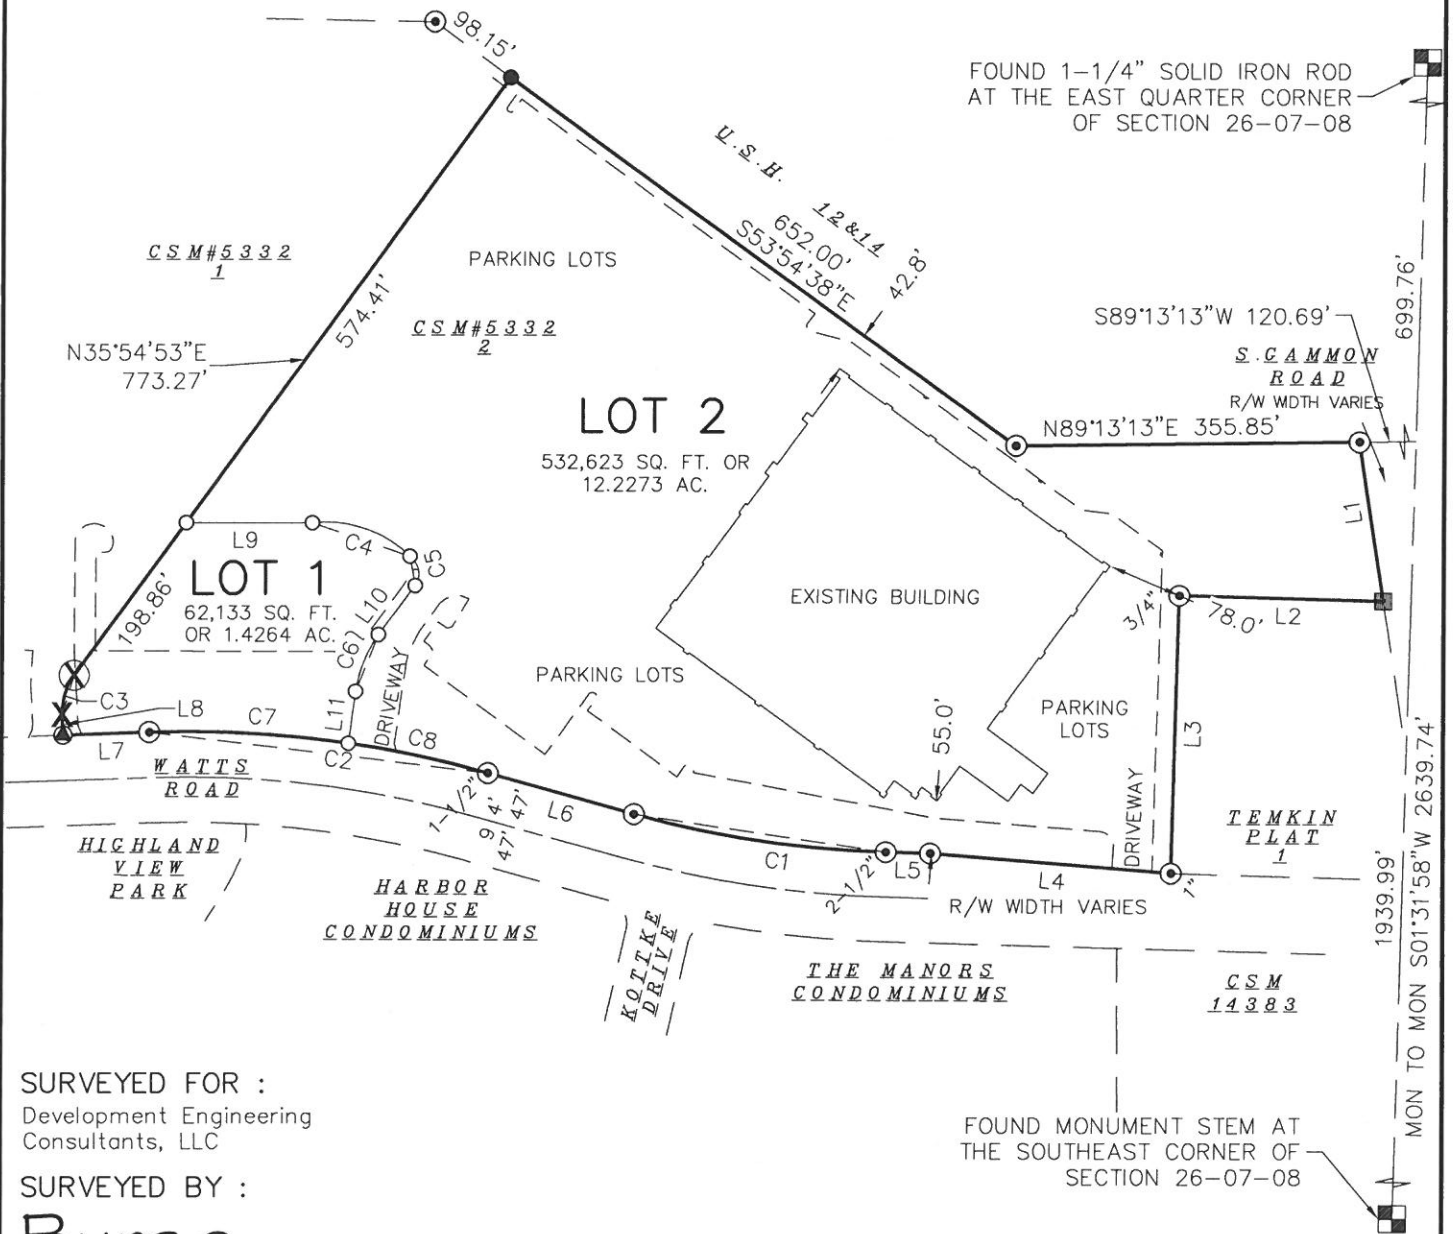 98.15'
FOUND 1-1/4" SOLID IRON ROD
AT THE EAST QUARTER CORNER
OF SECTION 26-07-08
U.S.H. 12&14
652.00'
S53°54'38"E
42.8'
CSM#5332
1
PARKING LOTS
574.41'
CSM#5332
2
N35°54'53"E
773.27'
699.76'
S89°13'13"W 120.69'
S. GAMMON
ROAD
R/W WIDTH VARIES
N89°13'13"E 355.85'
LOT 2
532,623 SQ. FT. OR
12.2273 AC.
L1
L9
C4
C5
LOT 1
62,133 SQ. FT.
OR 1.4264 AC.
198.86'
L10
C6
EXISTING BUILDING
3/4"
78.0'
L2
PARKING LOTS
DRIVEWAY
C3
L8
L11
C7
L7
C2
C8
PARKING
LOTS
55.0'
L3
WATTS
ROAD
1-1/2"
94'
47'
47'
L6
DRIVEWAY
TEMKIN
PLAT
1
HIGHLAND
VIEW
PARK
C1
2-1/2"
L5
L4
1"
R/W WIDTH VARIES
HARBOR
HOUSE
CONDOMINIUMS
KOTTKE
DRIVE
THE MANORS
CONDOMINIUMS
CSM
14383
1939.99'
MON TO MON S01°31'58"W 2639.74'
SURVEYED FOR :
Development Engineering
Consultants, LLC
FOUND MONUMENT STEM AT
THE SOUTHEAST CORNER OF
SECTION 26-07-08
SURVEYED BY :